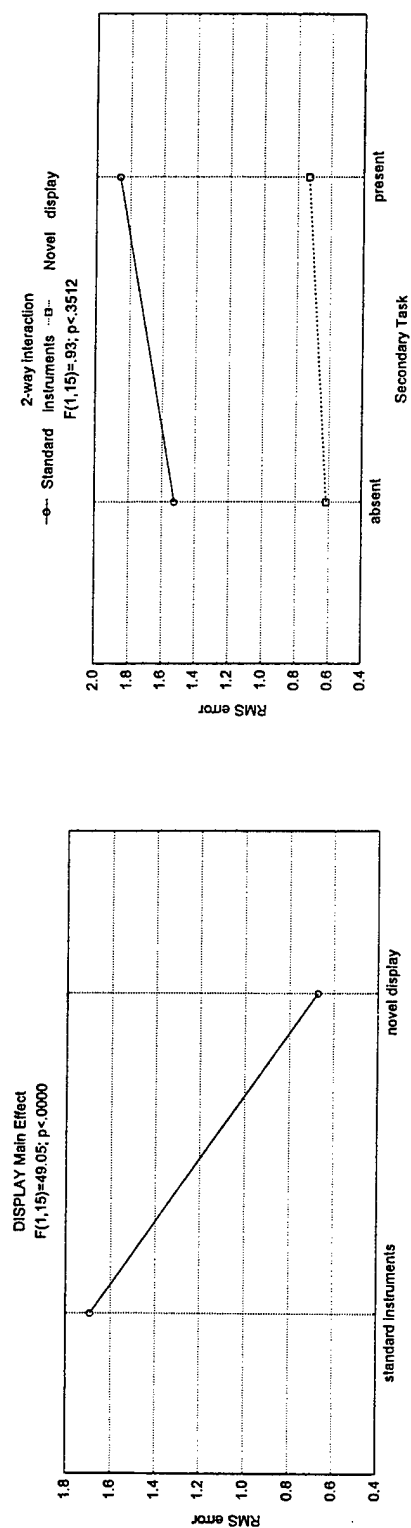 DISPLAY Main Effect
F(1,15)=49.05; p<.0000
1.8
1.6
1.4
1.2
1.0
0.8
0.6
0.4
RMS error
standard instruments
novel display
2-way interaction
Standard Instruments
Novel display
F(1,15)=.93; p<.3512
2.0
1.8
1.6
1.4
1.2
1.0
0.8
0.6
0.4
RMS error
absent
present
Secondary Task